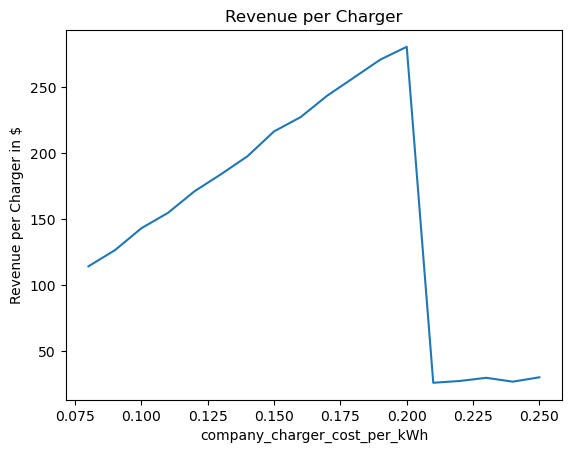 Revenue per Charger
Revenue per Charger in $
250
200
150
100
50
0.075 0.100 0.125 0.150 0.175 0.200 0.225 0.250
company_charger_cost_per_kWh